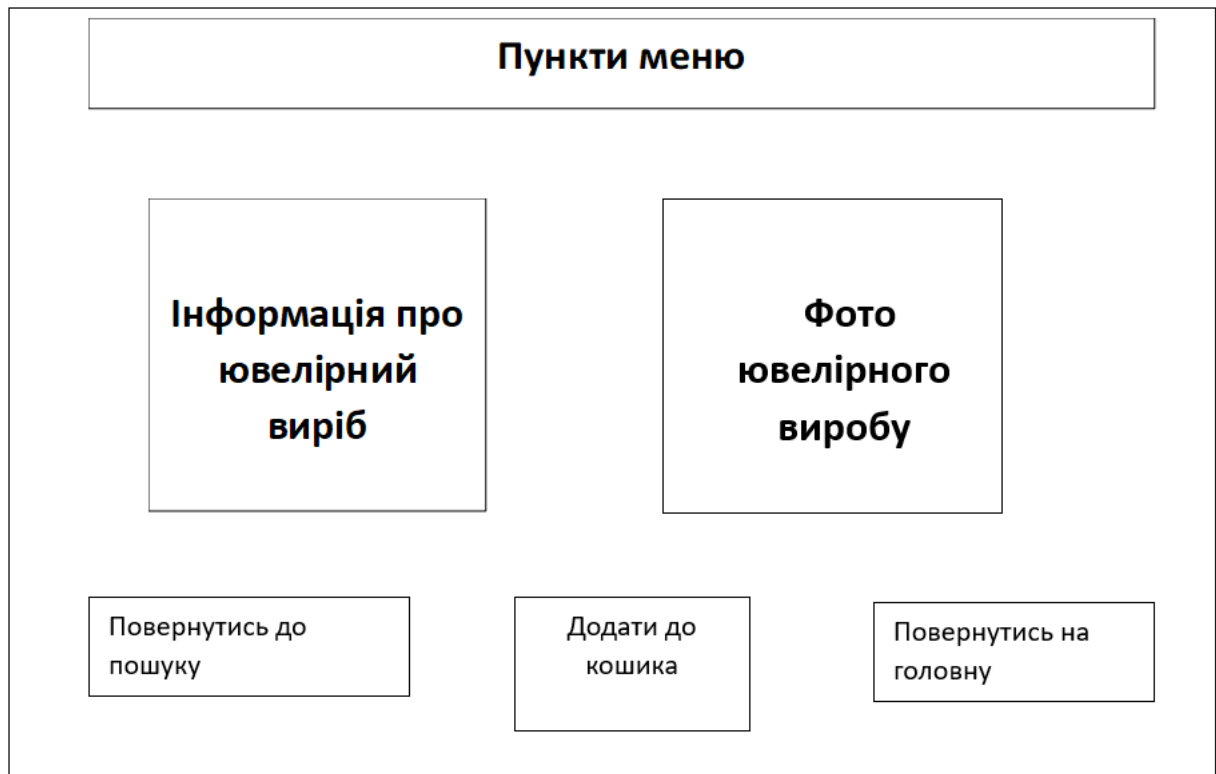 Пункти меню
Інформація про
ювелірний
виріб
Фото
ювелірного
виробу
Повернутись до
пошуку
Додати до
кошика
Повернутись на
головну